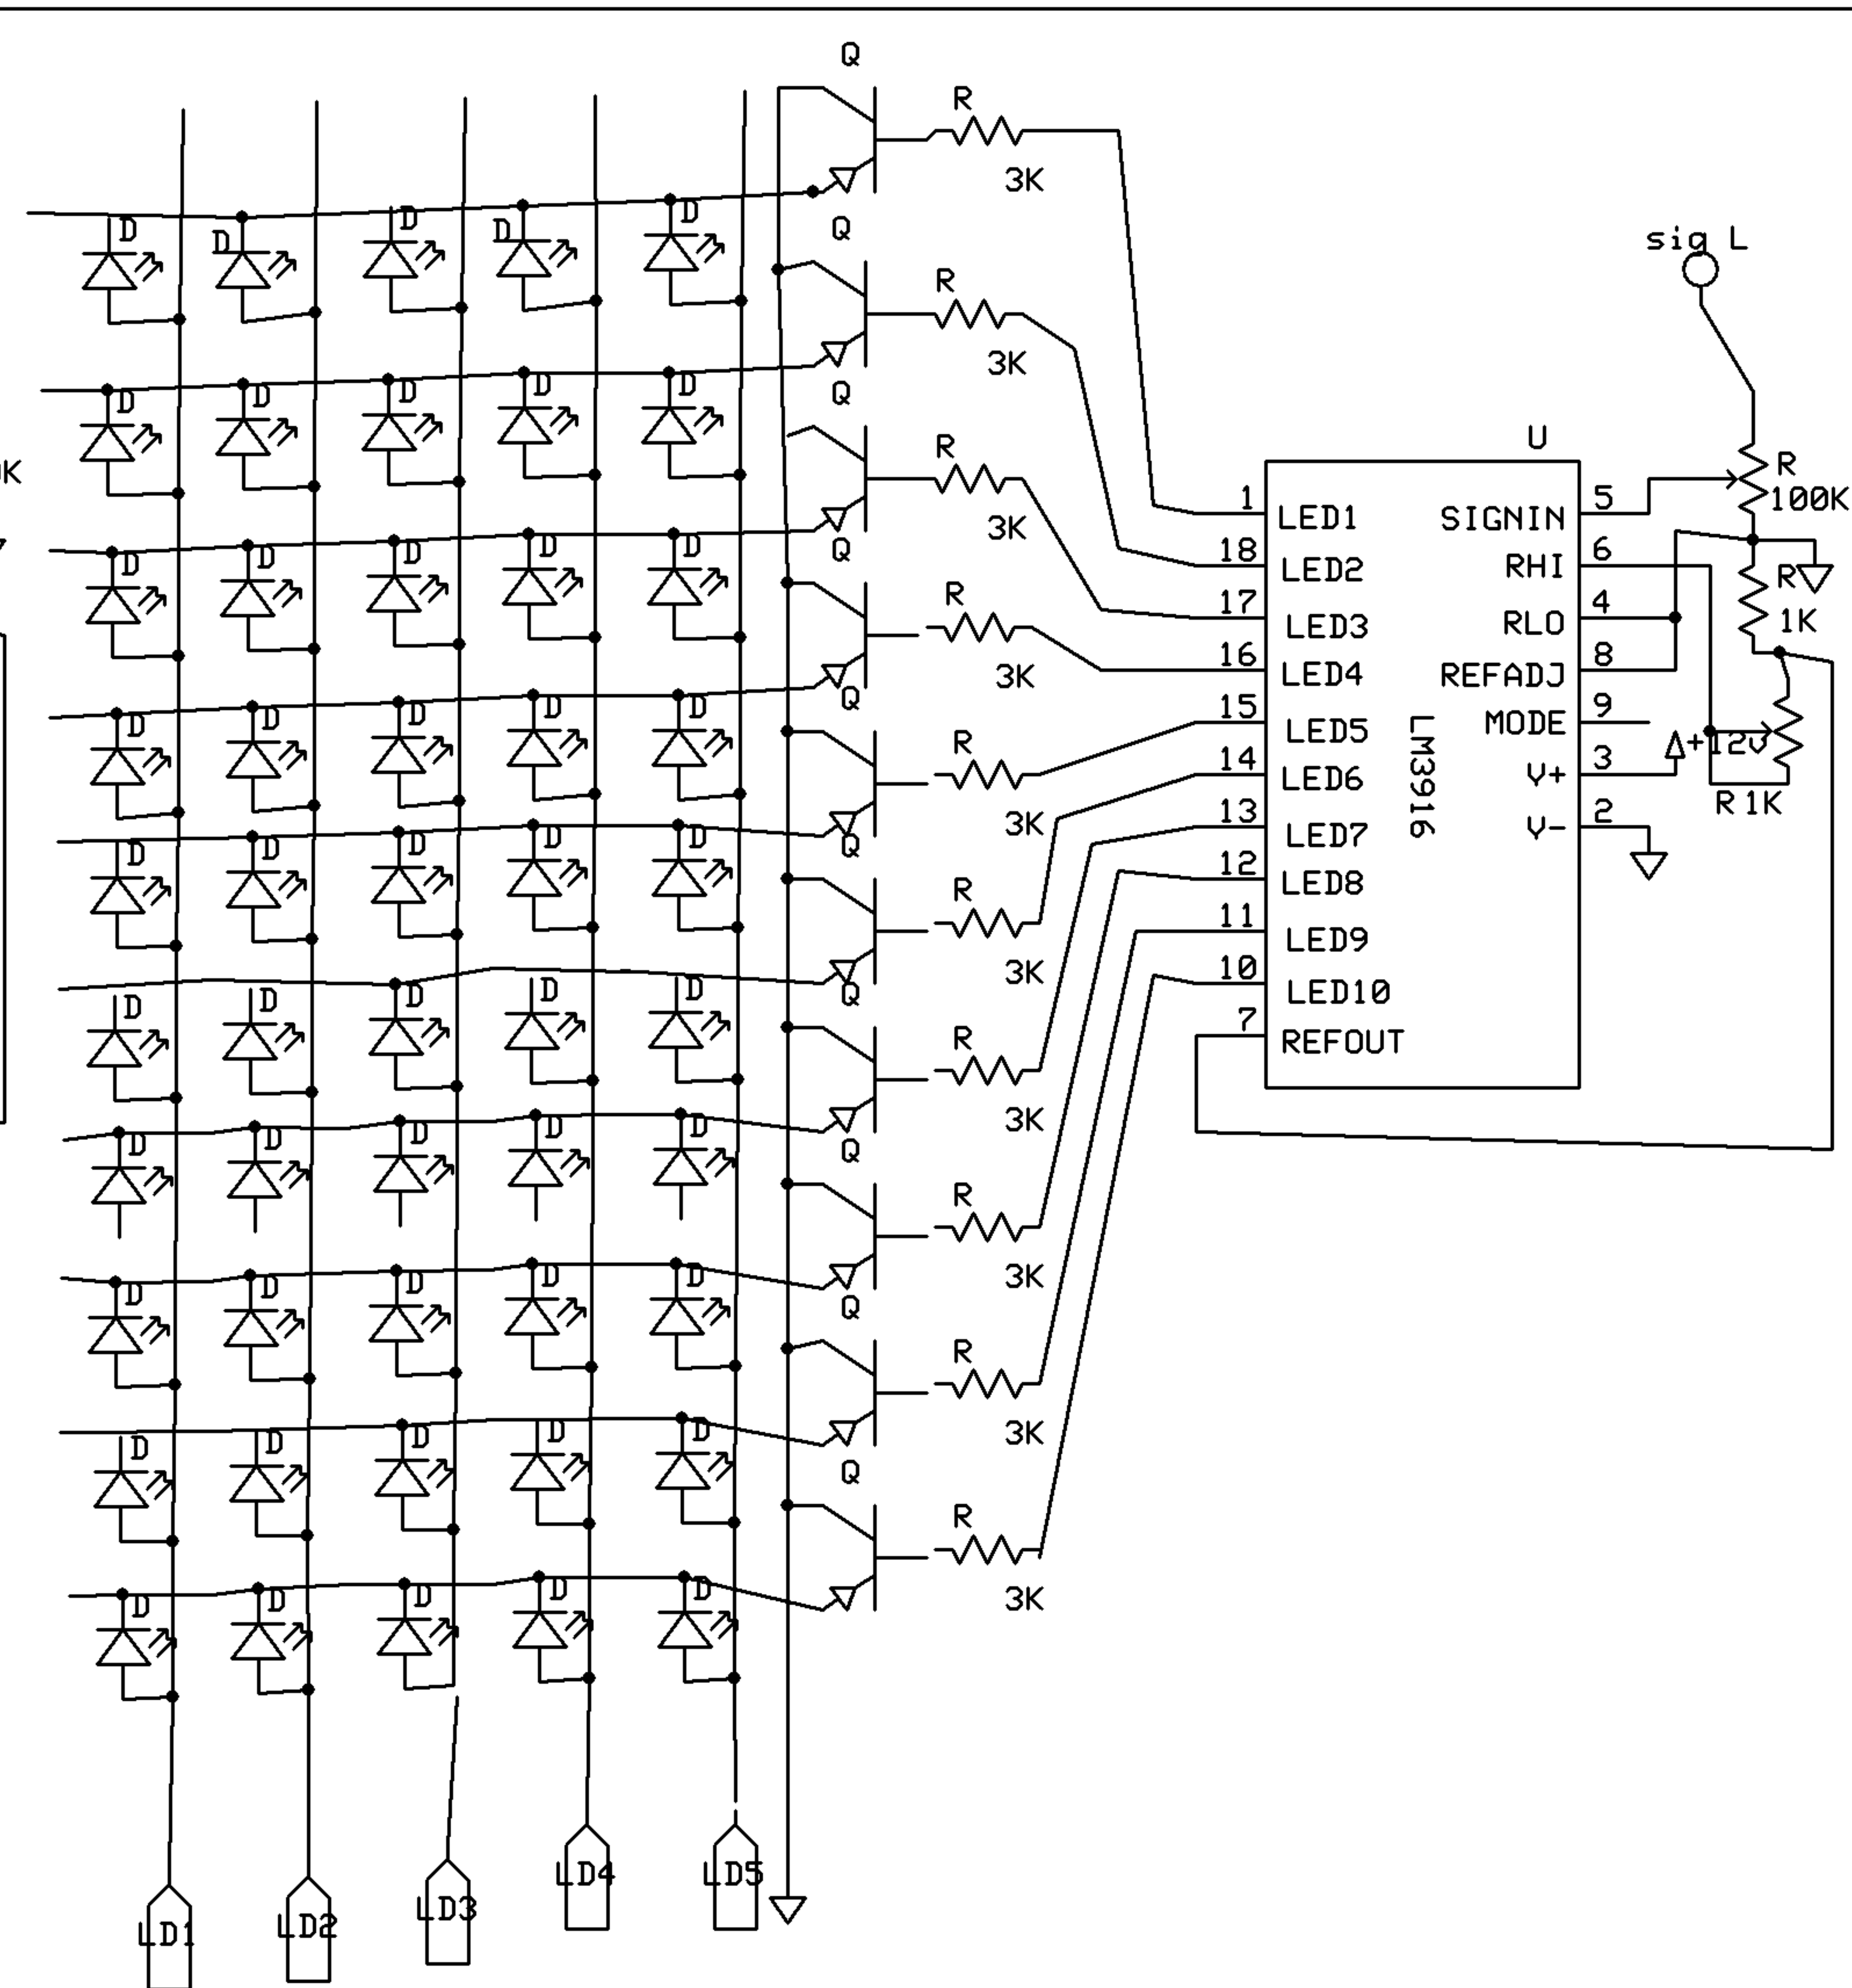 Q
R
3K
D
D
D
D
D
Q
R
3K
sig L
D
D
D
D
D
Q
R
3K
K
U
R
100K
D
D
D
D
D
Q
R
3K
D
D
D
D
D
Q
R
3K
D
D
D
D
D
Q
R
3K
D
D
D
D
D
Q
R
3K
D
D
D
D
D
Q
R
3K
D
D
D
D
D
Q
R
3K
D
D
D
D
D
Q
R
3K
D
D
D
D
D
1 LED1
18 LED2
17 LED3
16 LED4
15 LED5
14 LED6
13 LED7
12 LED8
11 LED9
10 LED10
7 REFOUT
LM3916
SIGNIN 5
RHI 6
RLO 4
REFADJ 8
MODE 9
V+ 3
V- 2
R
1K
+12v
R 1K
LD1
LD2
LD3
LD4
LD5